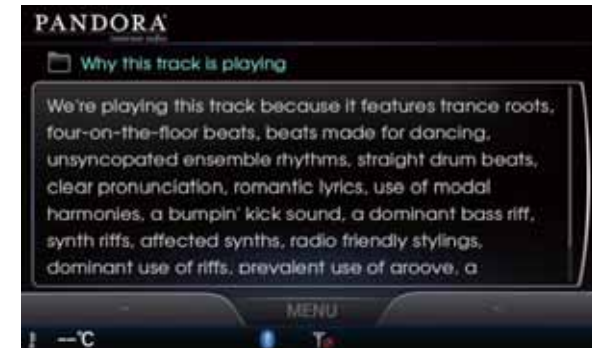 PANDORA
internet radio
Why this track is playing
We're playing this track because it features trance roots,
four-on-the-floor beats, beats made for dancing,
unsyncopated ensemble rhythms, straight drum beats,
clear pronunciation, romantic lyrics, use of modal
harmonies, a bumpin' kick sound, a dominant bass riff,
synth riffs, affected synths, radio friendly stylings,
dominant use of riffs, prevalent use of groove, a
MENU
--°C